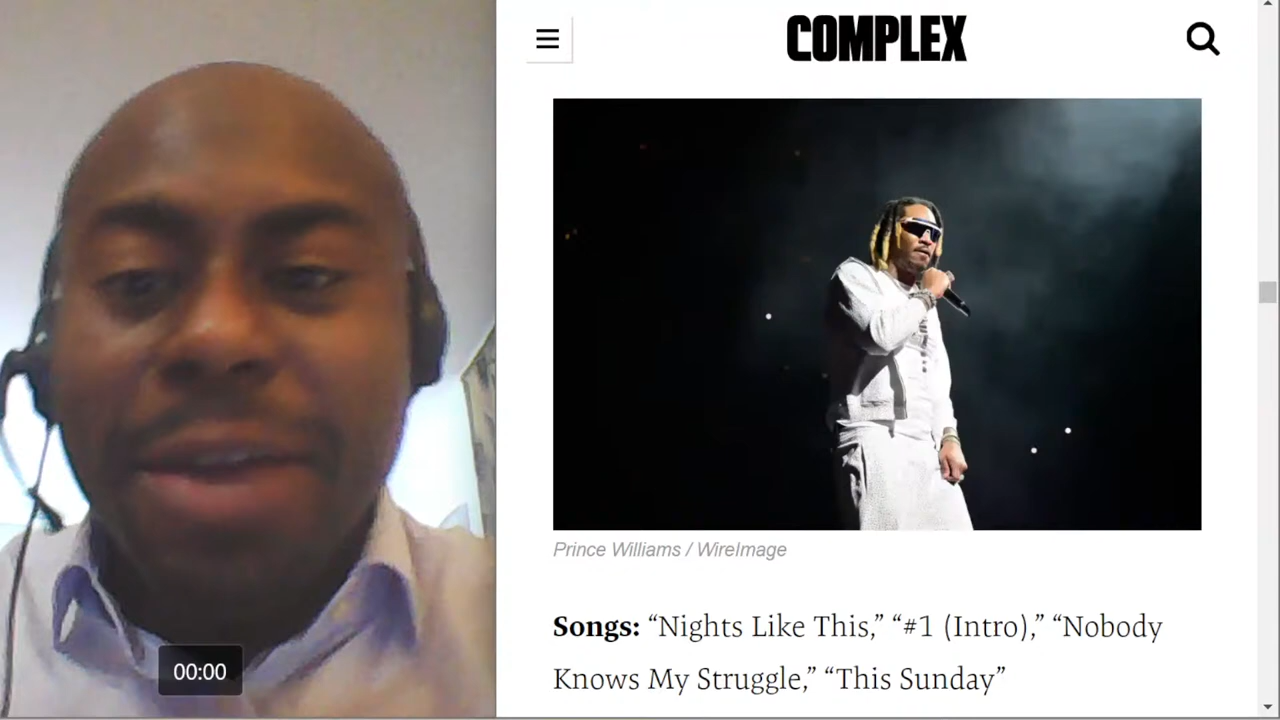 COMPLEX
Prince Williams / WireImage
Songs: “Nights Like This,” “#1 (Intro),” “Nobody
Knows My Struggle,” “This Sunday”
00:00